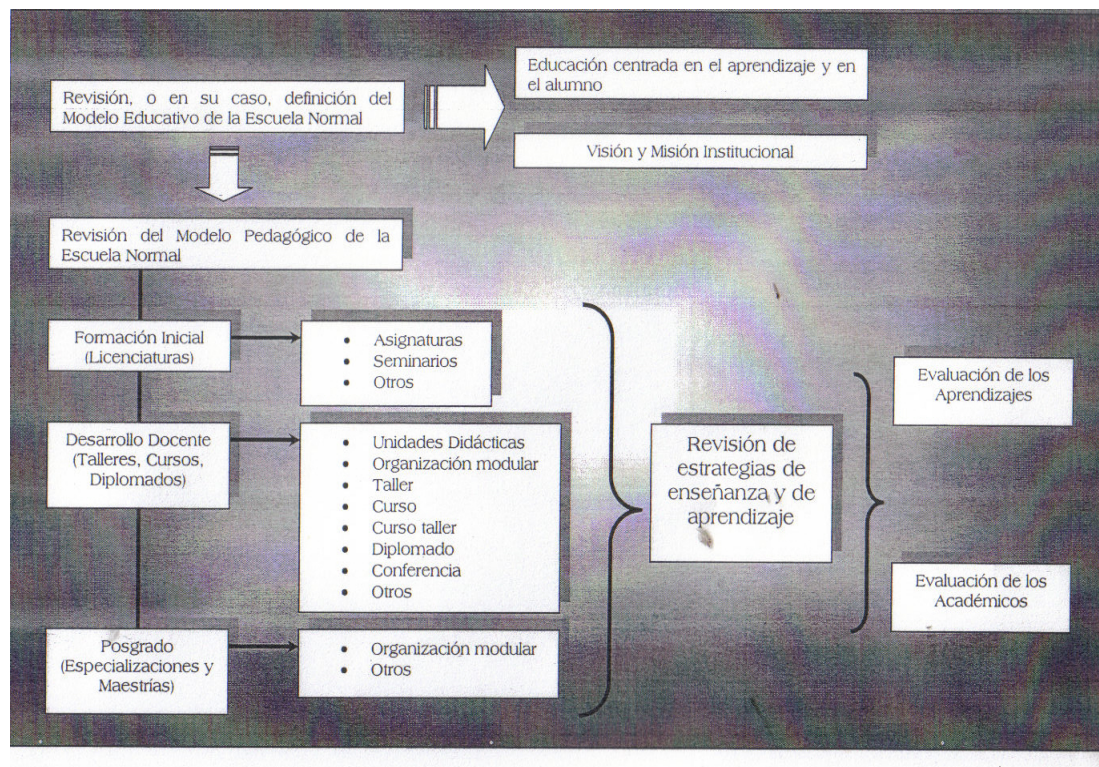 Revisión, o en su caso, definición del
Modelo Educativo de la Escuela Normal
Educación centrada en el aprendizaje y en
el alumno
Visión y Misión Institucional
Revisión del Modelo Pedagógico de la
Escuela Normal
Formación Inicial
(Licenciaturas)
• Asignaturas
• Seminarios
• Otros
Desarrollo Docente
(Talleres, Cursos,
Diplomados)
• Unidades Didácticas
• Organización modular
• Taller
• Curso
• Curso taller
• Diplomado
• Conferencia
• Otros
Posgrado
(Especializaciones y
Maestrías)
• Organización modular
• Otros
Revisión de
estrategias de
enseñanza y de
aprendizaje
Evaluación de los
Aprendizajes
Evaluación de los
Académicos